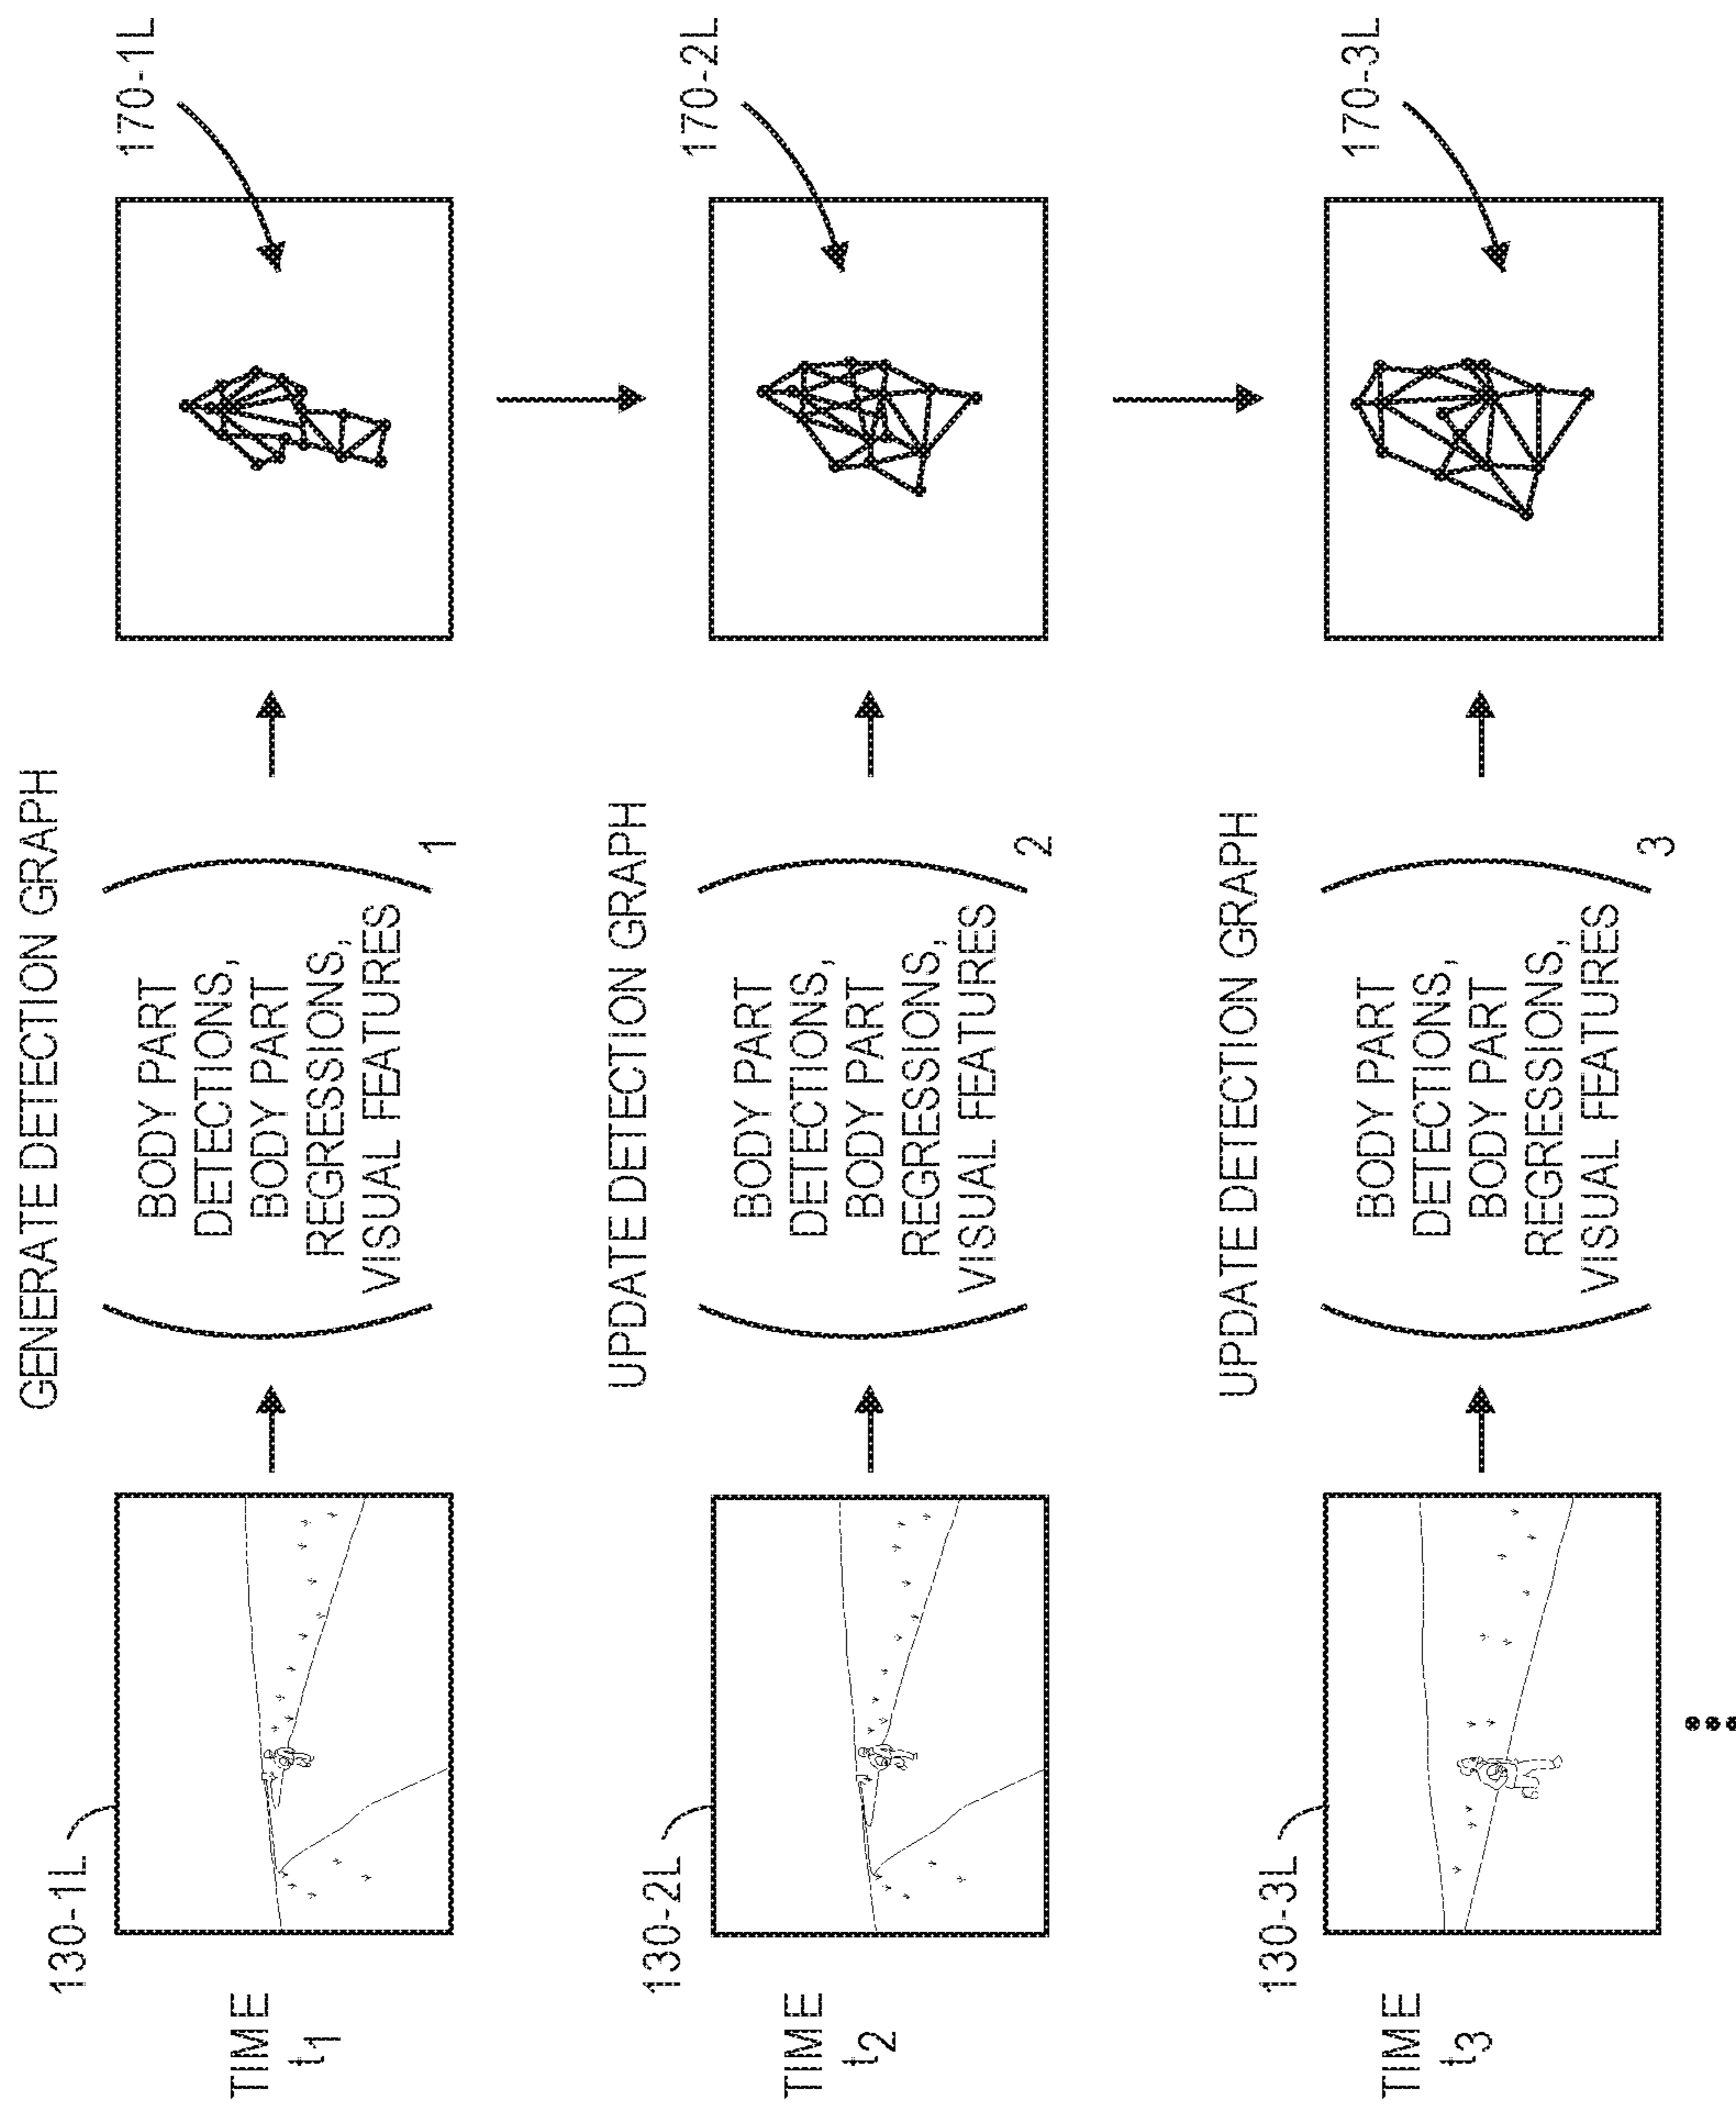 GENERATE DETECTION GRAPH
130-1L
TIME
t1
BODY PART
DETECTIONS,
BODY PART
REGRESSIONS,
VISUAL FEATURES
1
170-1L
UPDATE DETECTION GRAPH
130-2L
TIME
t2
BODY PART
DETECTIONS,
BODY PART
REGRESSIONS,
VISUAL FEATURES
2
170-2L
UPDATE DETECTION GRAPH
130-3L
TIME
t3
BODY PART
DETECTIONS,
BODY PART
REGRESSIONS,
VISUAL FEATURES
3
170-3L